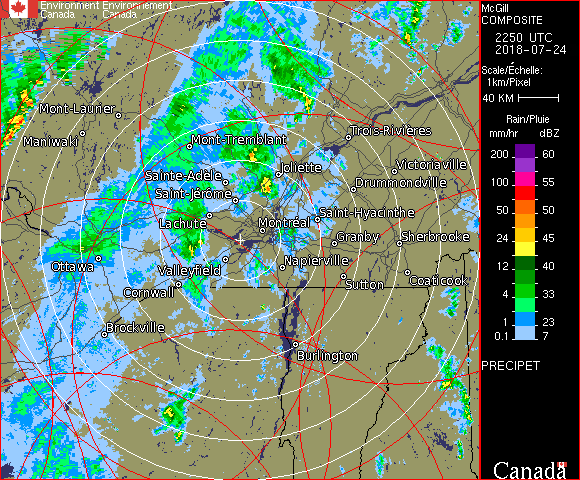 Environment Environnement
Canada Canada
McGill
COMPOSITE
2250 UTC
2018-07-24
Scale/Échelle:
1km/Pixel
40 KM
Rain/Pluie
mm/hr dBZ
200 60
100 55
50 50
24 45
12 40
4 33
1 23
0.1 7
PRECIPET
Canada
Mont-Laurier
Maniwaki
Mont-Tremblant
Trois-Rivières
Sainte-Adèle
Joliette
Victoriaville
Saint-Jérôme
Drummondville
Lachute
Montréal
Saint-Hyacinthe
Granby
Sherbrooke
Ottawa
Valleyfield
Napierville
Cornwall
Sutton
Coaticook
Brockville
Burlington